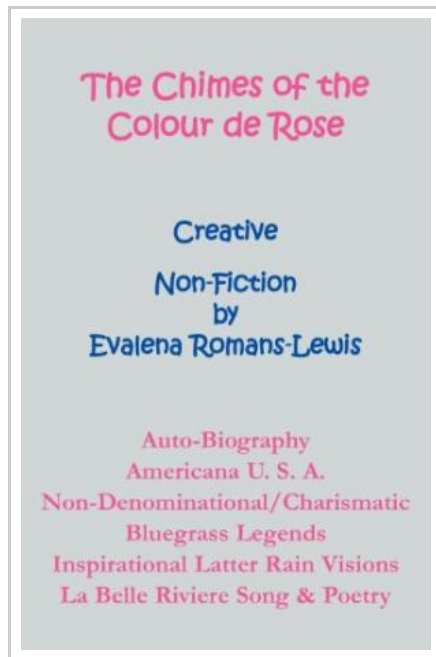 The Chimes of the
Colour de Rose
Creative
Non-Fiction
by
Evalena Romans-Lewis
Auto-Biography
Americana U. S. A.
Non-Denominational/Charismatic
Bluegrass Legends
Inspirational Latter Rain Visions
La Belle Riviere Song & Poetry